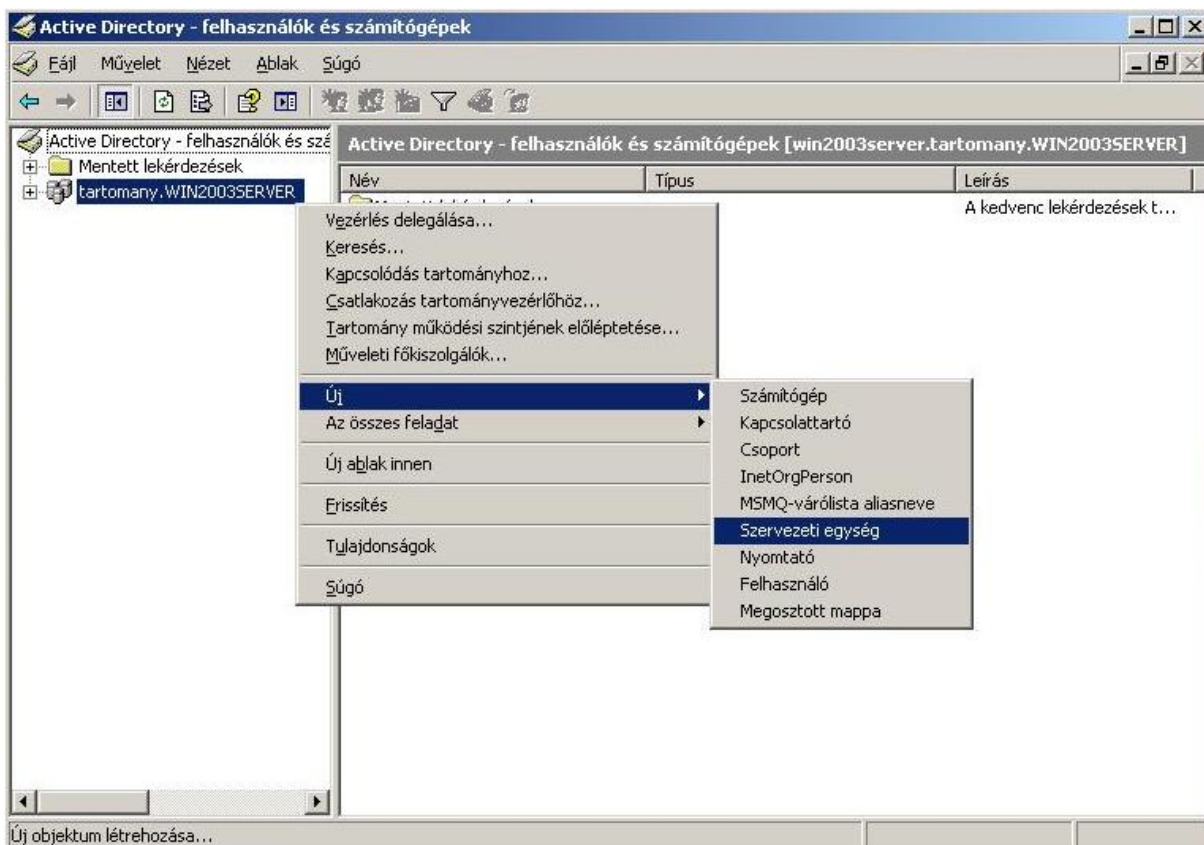 Active Directory - felhasználók és számítógépek
Fájl Művelet Nézet Ablak Súgó
Active Directory - felhasználók és szá
Mentett lekérdezések
tartomany.WIN2003SERVER
Active Directory - felhasználók és számítógépek [win2003server.tartomany.WIN2003SERVER]
Név Típus Leírás
A kedvenc lekérdezések t...
Vezérlés delegálása...
Keresés...
Kapcsolódás tartományhoz...
Csatlakozás tartományvezérlőhöz...
Tartomány működési szintjének előléptetése...
Műveleti főkiszolgálók...
Új
Az összes feladat
Új ablak innen
Frissítés
Tulajdonságok
Súgó
Számítógép
Kapcsolattartó
Csoport
InetOrgPerson
MSMQ-várólista aliasneve
Szervezeti egység
Nyomtató
Felhasználó
Megosztott mappa
Új objektum létrehozása...